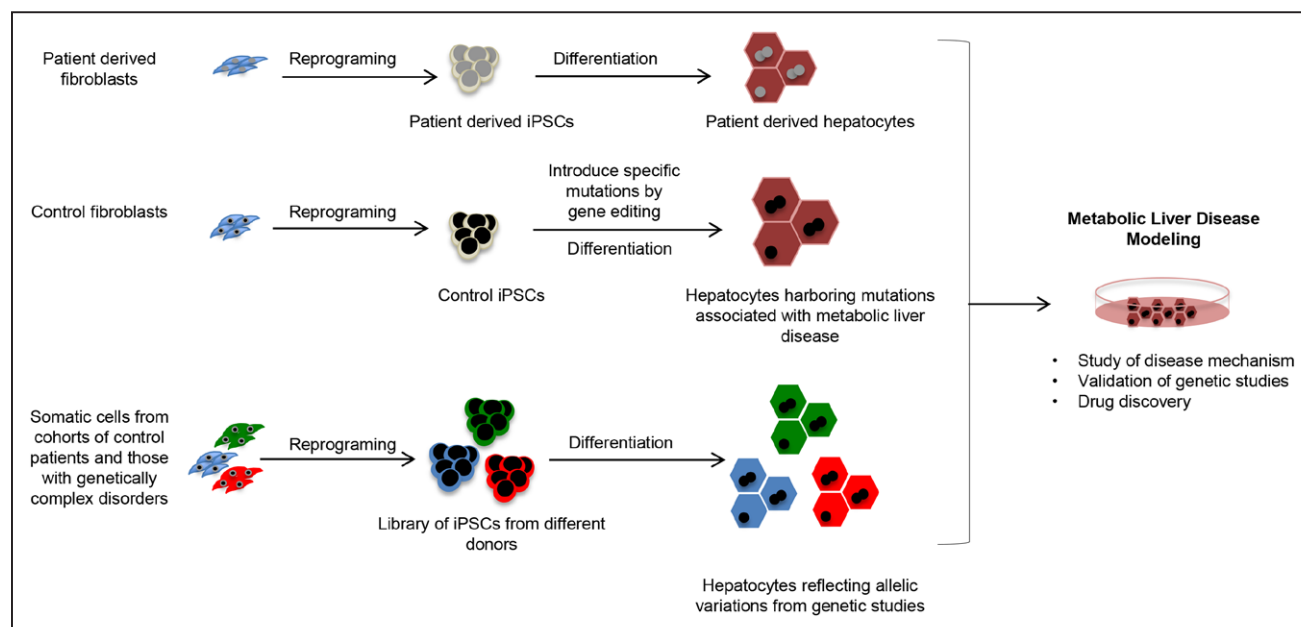 Patient derived
fibroblasts
Reprograming
Patient derived iPSCs
Differentiation
Patient derived hepatocytes
Control fibroblasts
Reprograming
Control iPSCs
Introduce specific
mutations by
gene editing
Differentiation
Hepatocytes harboring mutations
associated with metabolic liver
disease
Somatic cells from
cohorts of control
patients and those
with genetically
complex disorders
Reprograming
Library of iPSCs from different
donors
Differentiation
Hepatocytes reflecting allelic
variations from genetic studies
Metabolic Liver Disease
Modeling
• Study of disease mechanism
• Validation of genetic studies
• Drug discovery